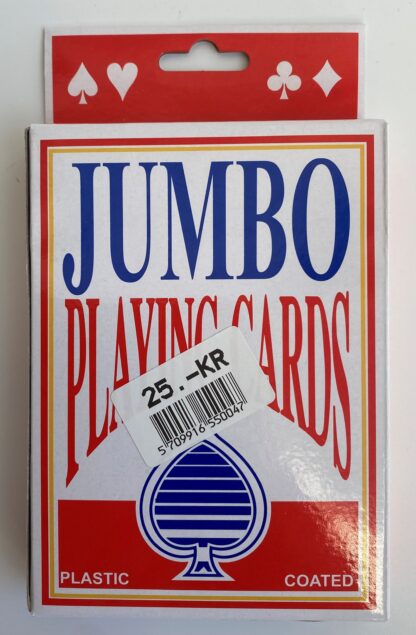 JUMBO
PLAYING CARDS
25.-KR
5 709916 550047
PLASTIC
COATED